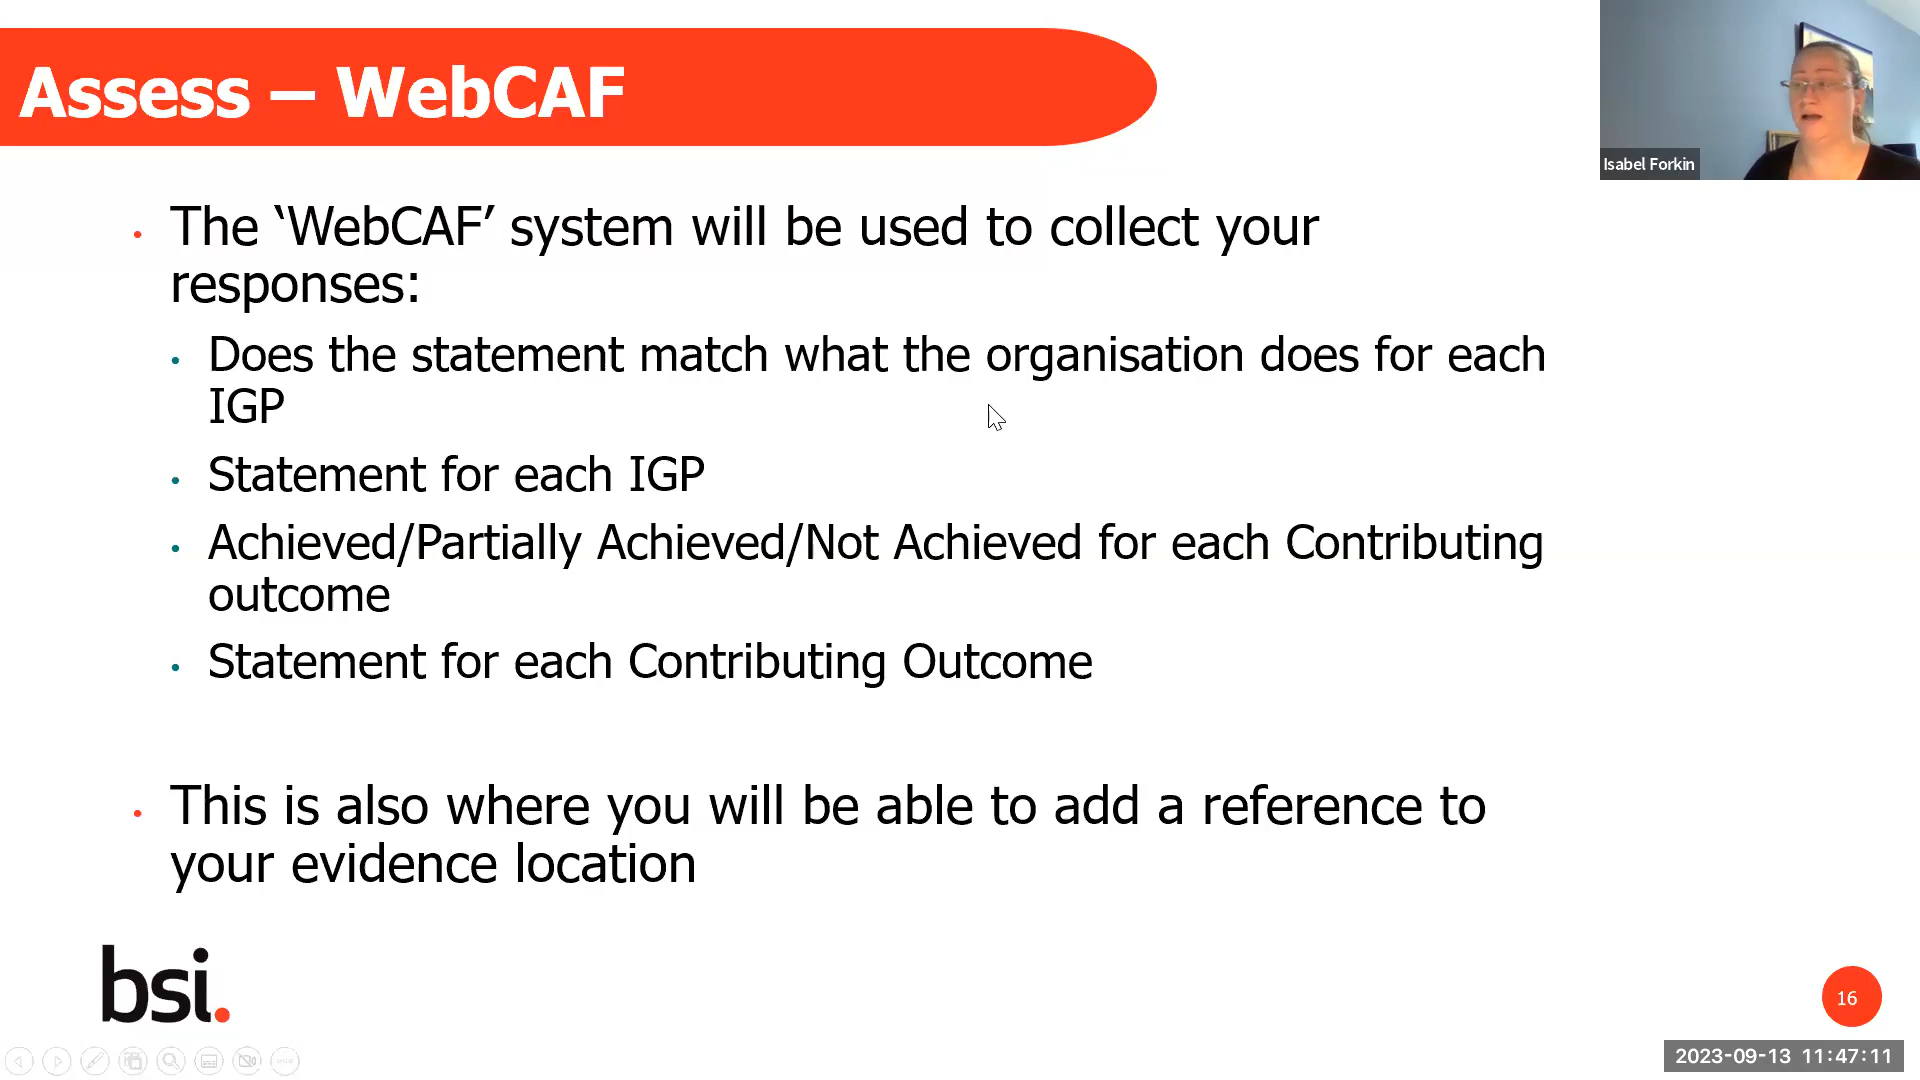 Assess – WebCAF
Isabel Forkin
• The ‘WebCAF’ system will be used to collect your
responses:
• Does the statement match what the organisation does for each
IGP
• Statement for each IGP
• Achieved/Partially Achieved/Not Achieved for each Contributing
outcome
• Statement for each Contributing Outcome
• This is also where you will be able to add a reference to
your evidence location
bsi.
16
2023-09-13 11:47:11